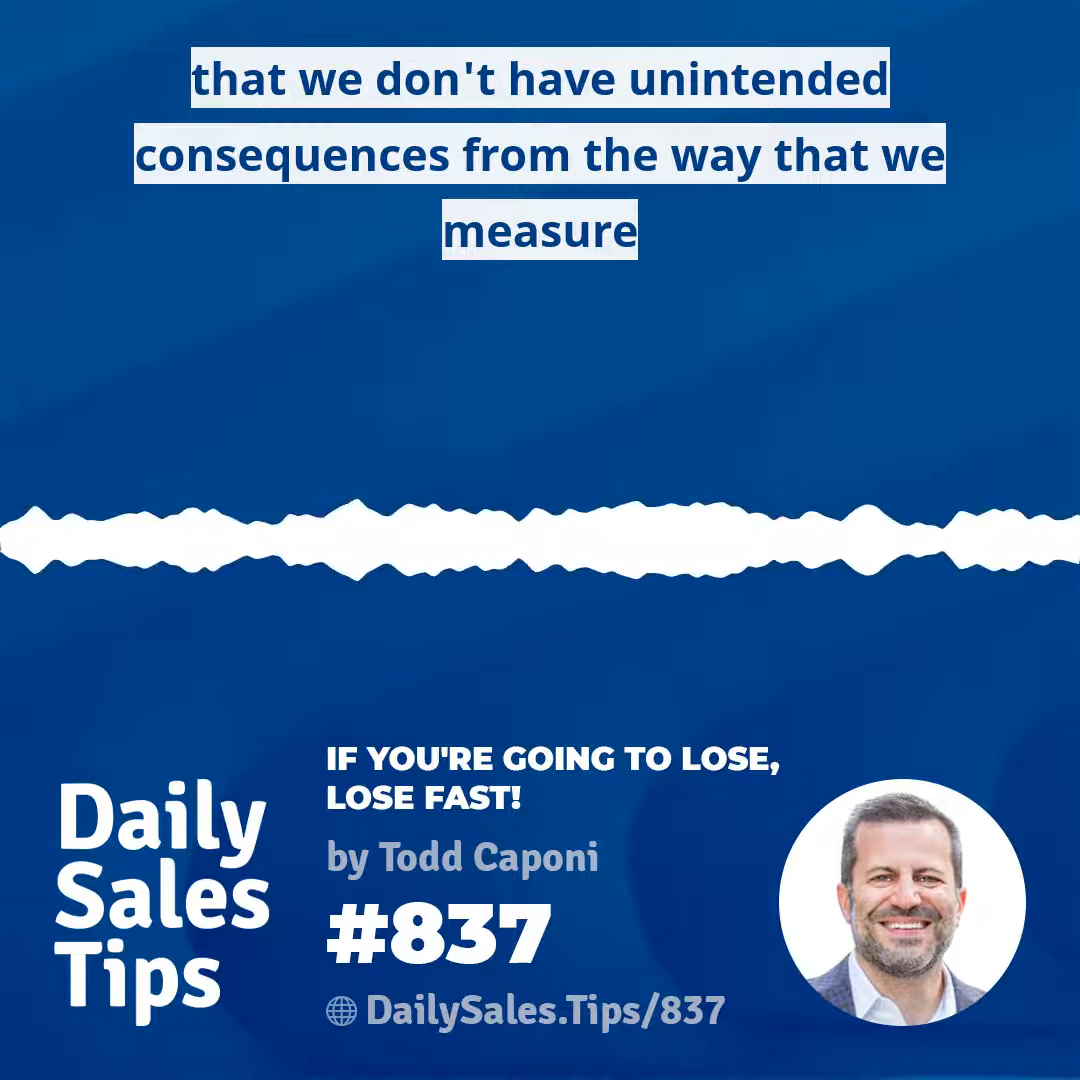 that we don't have unintended
consequences from the way that we
measure
IF YOU'RE GOING TO LOSE,
LOSE FAST!
by Todd Caponi
#837
DailySales.Tips/837
Daily
Sales
Tips